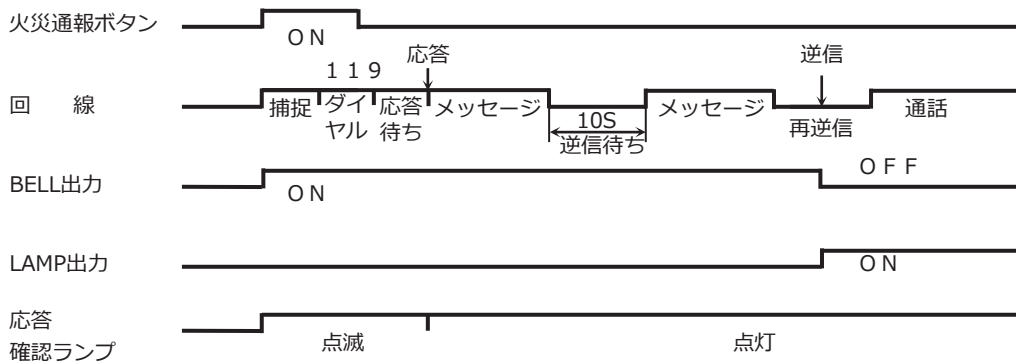 火災通報ボタン
ＯＮ
応答
逆信
１１９
回　　線
捕捉
ダイ
ヤル
応答
待ち
メッセージ
10S
逆信待ち
メッセージ
再逆信
通話
BELL出力
ＯＮ
ＯＦＦ
LAMP出力
ＯＮ
応答
確認ランプ
点滅
点灯